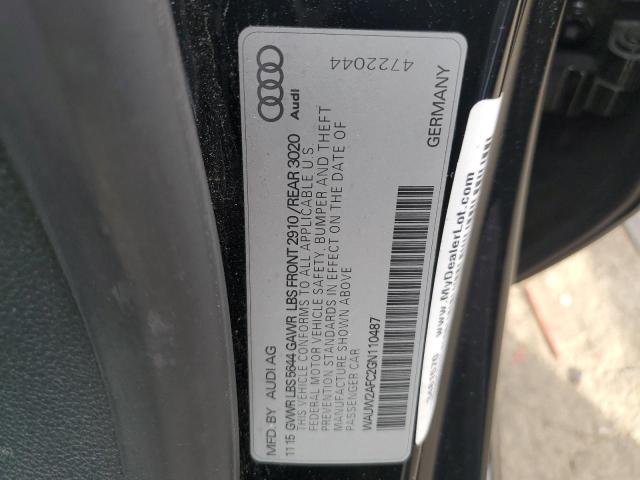 MFD. BY AUDI AG
11 15 GVWR LBS 5644 GAWR LBS FRONT 2910 / REAR 3020
THIS VEHICLE CONFORMS TO ALL APPLICABLE U.S.
FEDERAL MOTOR VEHICLE SAFETY, BUMPER AND THEFT
PREVENTION STANDARDS IN EFFECT ON THE DATE OF
MANUFACTURE SHOWN ABOVE
PASSENGER CAR
WAUW2AFC2GN110487
Audi
4722044
GERMANY
www.MyDealerLot.com